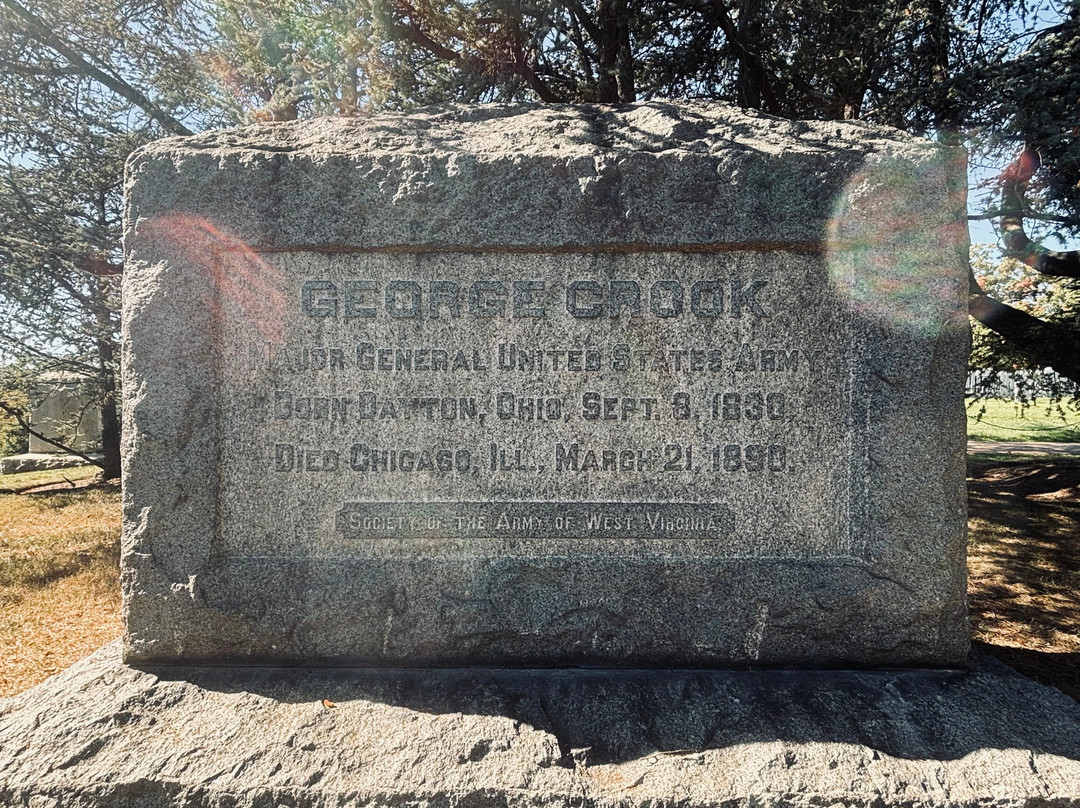 GEORGE CROOK
MAJOR GENERAL UNITED STATES ARMY
BORN DAYTON, OHIO, SEPT. 8, 1830.
DIED CHICAGO, ILL., MARCH 21, 1890.
SOCIETY OF THE ARMY OF WEST VIRGINIA